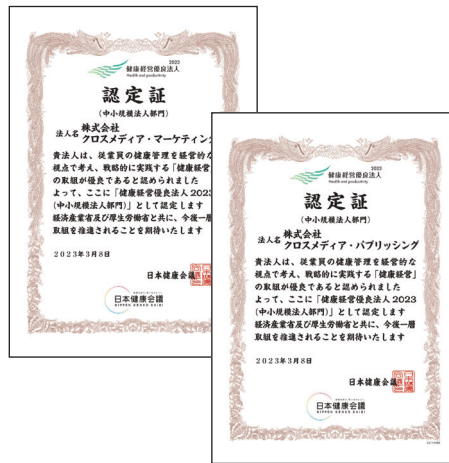 2023
健康経営優良法人
Health and productivity
認定証
(中小規模法人部門)
法人名 株式会社
クロスメディア・マーケティング
貴法人は、従業員の健康管理を経営的な
視点で考え、戦略的に実践する「健康経営
の取組が優良であると認められました
よって、ここに「健康経営優良法人 2023
(中小規模法人部門)」として認定します
経済産業省及び厚生労働省と共に、今後一層
取組を推進されることを期待いたします
2023年3月8日
日本健康会議
日本健康会議
NIPPON KENKO KAIGI
2023
健康経営優良法人
Health and productivity
認定証
(中小規模法人部門)
法人名 株式会社
クロスメディア・パブリッシング
貴法人は、従業員の健康管理を経営的な
視点で考え、戦略的に実践する「健康経営」
の取組が優良であると認められました
よって、ここに「健康経営優良法人 2023
(中小規模法人部門)」として認定します
経済産業省及び厚生労働省と共に、今後一層
取組を推進されることを期待いたします
2023年3月8日
日本健康会議
日本健康会議
NIPPON KENKO KAIGI